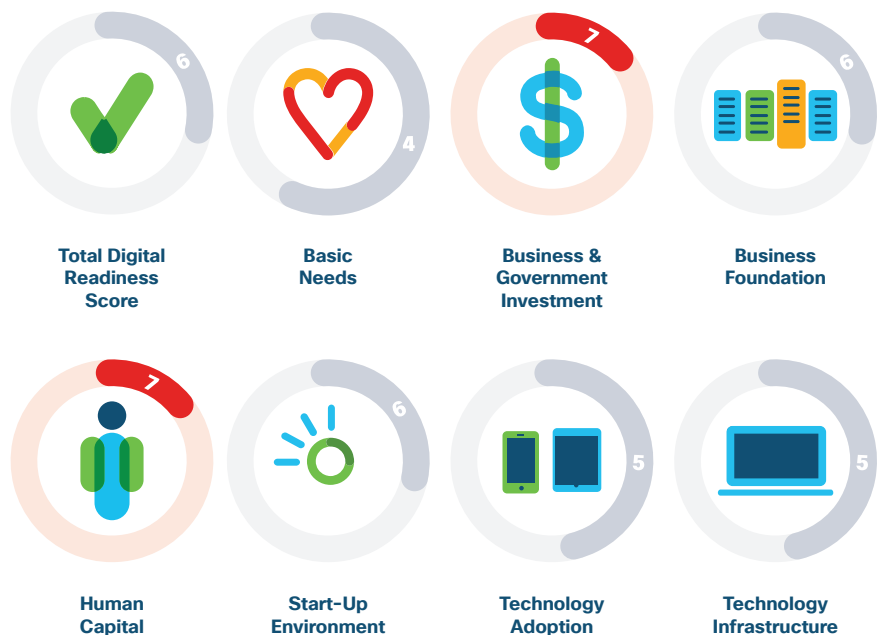 6
4
7
6
Total Digital
Readiness
Score
Basic
Needs
Business &
Government
Investment
Business
Foundation
7
6
5
5
Human
Capital
Start-Up
Environment
Technology
Adoption
Technology
Infrastructure